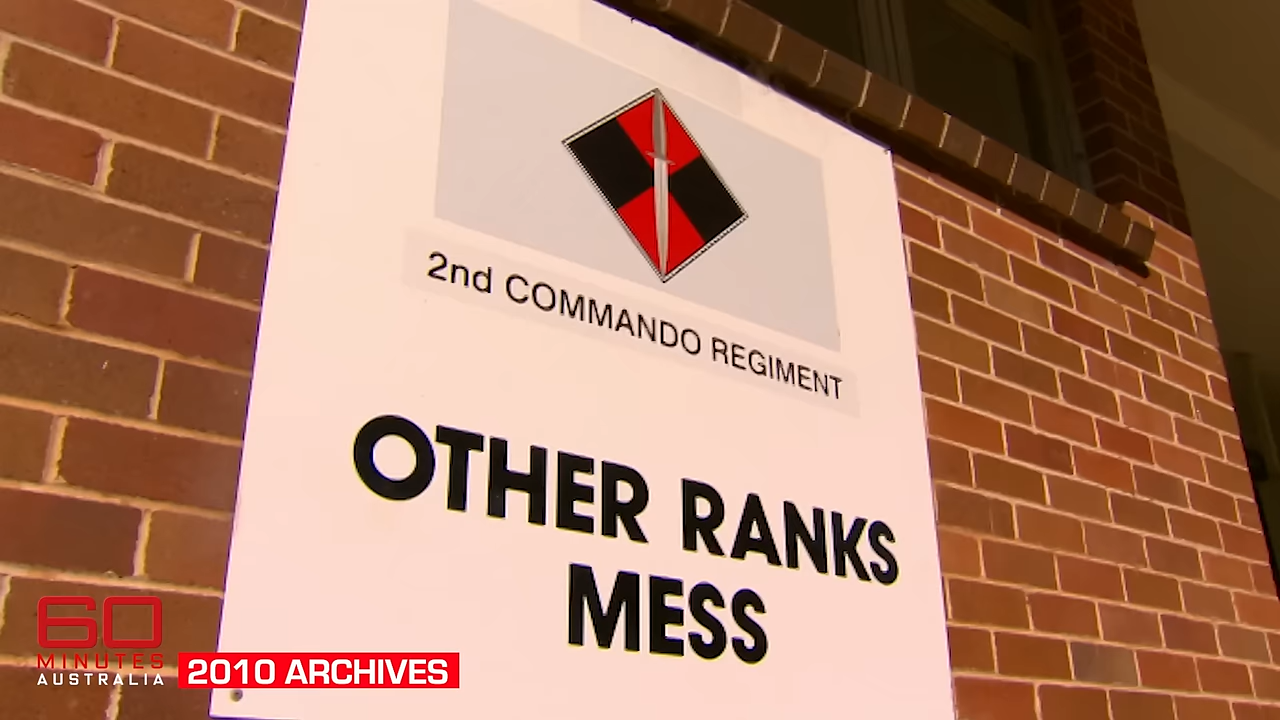 2nd COMMANDO REGIMENT
OTHER RANKS
MESS
60
MINUTES
AUSTRALIA
2010 ARCHIVES